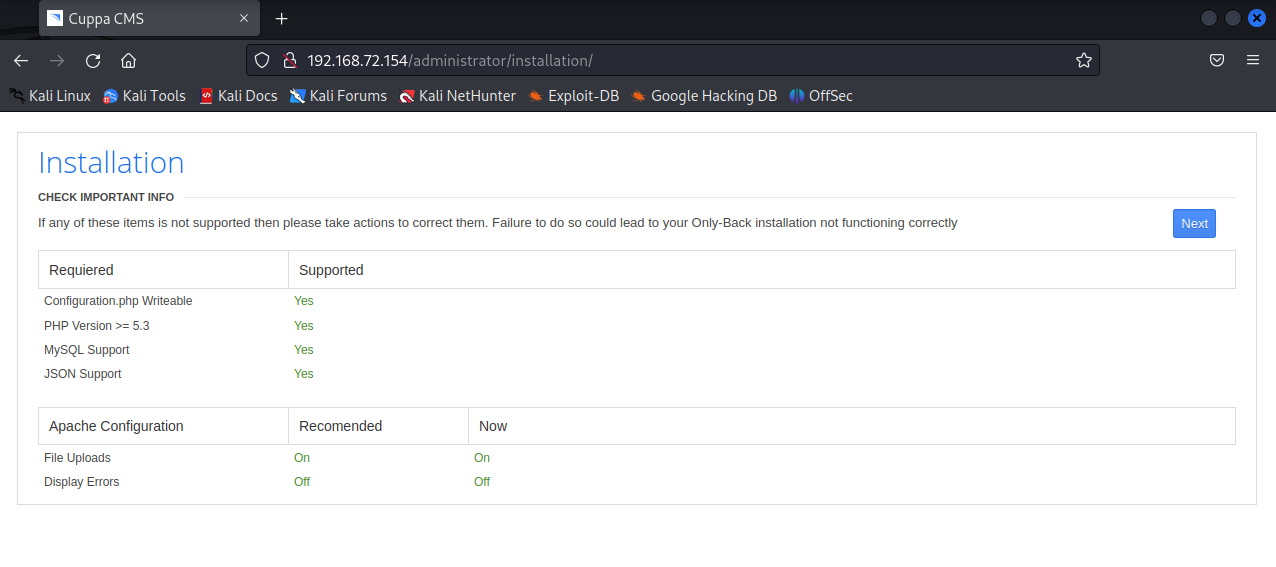 Cuppa CMS
192.168.72.154/administrator/installation/
Kali Linux Kali Tools Kali Docs Kali Forums Kali NetHunter Exploit-DB Google Hacking DB OffSec
Installation
CHECK IMPORTANT INFO
If any of these items is not supported then please take actions to correct them. Failure to do so could lead to your Only-Back installation not functioning correctly
Next
Requiered Supported
Configuration.php Writeable Yes
PHP Version >= 5.3 Yes
MySQL Support Yes
JSON Support Yes
Apache Configuration Recomended Now
File Uploads On On
Display Errors Off Off